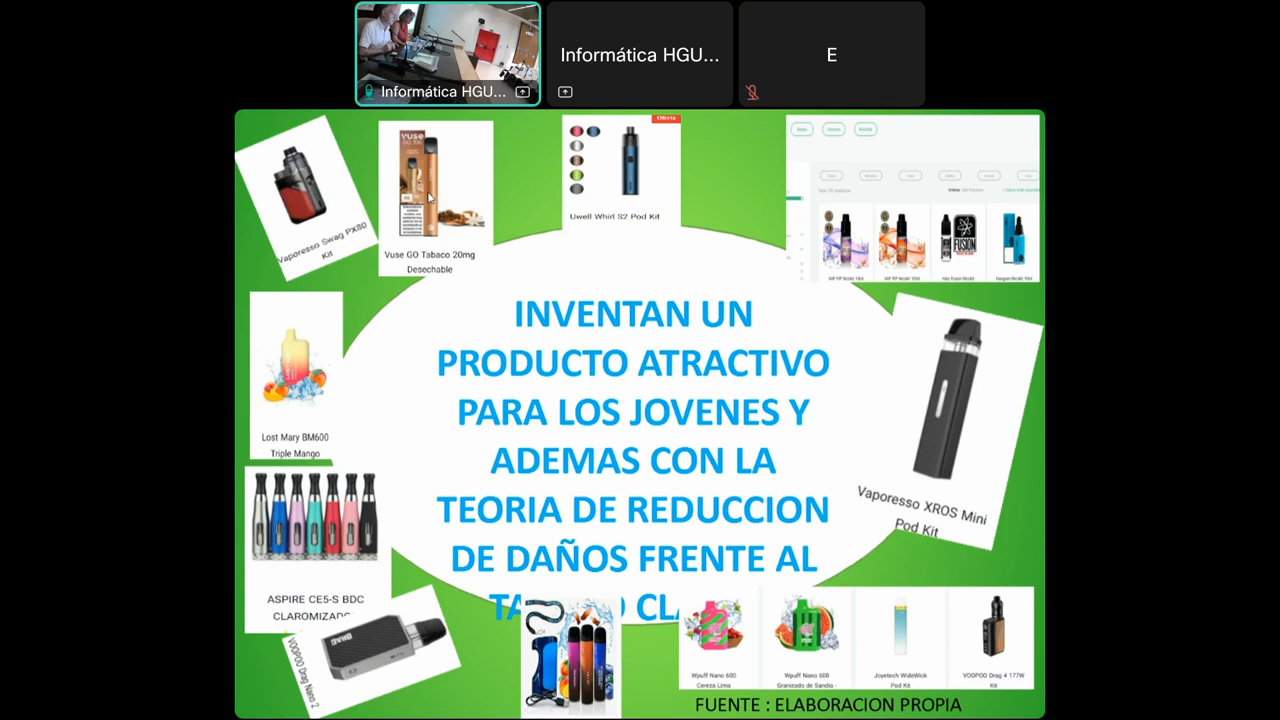 Informática HGU...
Informática HGU...
E
Vaporesso Swag PX80
Kit
VUSE
Vuse GO Tabaco 20mg
Desechable
Oferta
Uwell Whirl S2 Pod Kit
FUSION
Lost Mary BM600
Triple Mango
ASPIRE CE5-S BDC
Vaporesso XROS Mini
Pod Kit
INVENTAN UN
PRODUCTO ATRACTIVO
PARA LOS JOVENES Y
ADEMAS CON LA
TEORIA DE REDUCCION
DE DAÑOS FRENTE AL
VOOPOO Drag Nano 2
Wpuff Nano 600
Cereza Lima
Wpuff Nano 600
Granizado de Sandía -
Joyetech WideWick
Pod Kit
VOOPOO Drag 4 177W
Kit
FUENTE : ELABORACION PROPIA